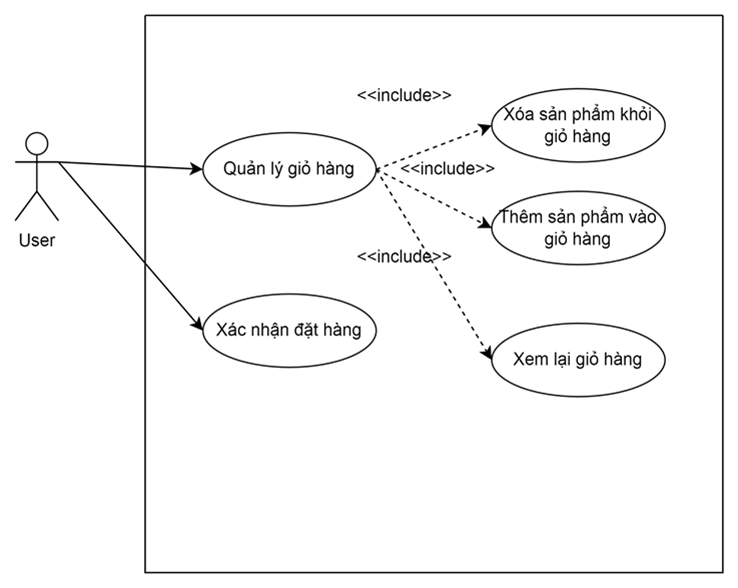 <<include>>
Xóa sản phẩm khỏi
giỏ hàng
Quản lý giỏ hàng
<<include>>
Thêm sản phẩm vào
giỏ hàng
User
<<include>>
Xác nhận đặt hàng
Xem lại giỏ hàng